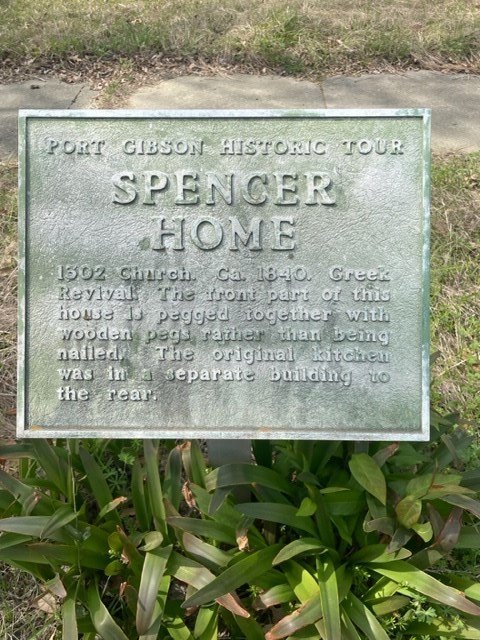 PORT GIBSON HISTORIC TOUR
SPENCER
HOME
1302 Church. Ca. 1840. Greek
Revival. The front part of this
house is pegged together with
wooden pegs rather than being
nailed. The original kitchen
was in a separate building to
the rear.